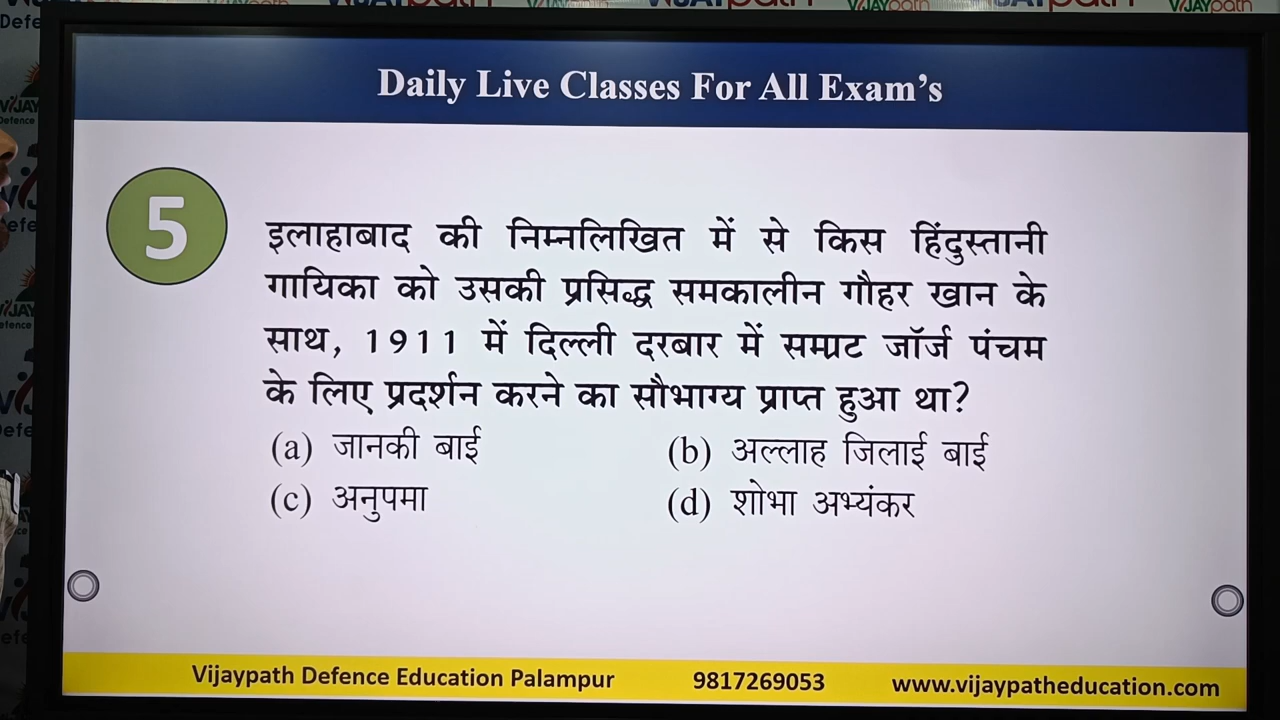 Daily Live Classes For All Exam's
5
इलाहाबाद की निम्नलिखित में से किस हिंदुस्तानी
गायिका को उसकी प्रसिद्ध समकालीन गौहर खान के
साथ, 1911 में दिल्ली दरबार में सम्राट जॉर्ज पंचम
के लिए प्रदर्शन करने का सौभाग्य प्राप्त हुआ था?
(a) जानकी बाई (b) अल्लाह जिलाई बाई
(c) अनुपमा (d) शोभा अभ्यंकर
Vijaypath Defence Education Palampur 9817269053 www.vijaypatheducation.com